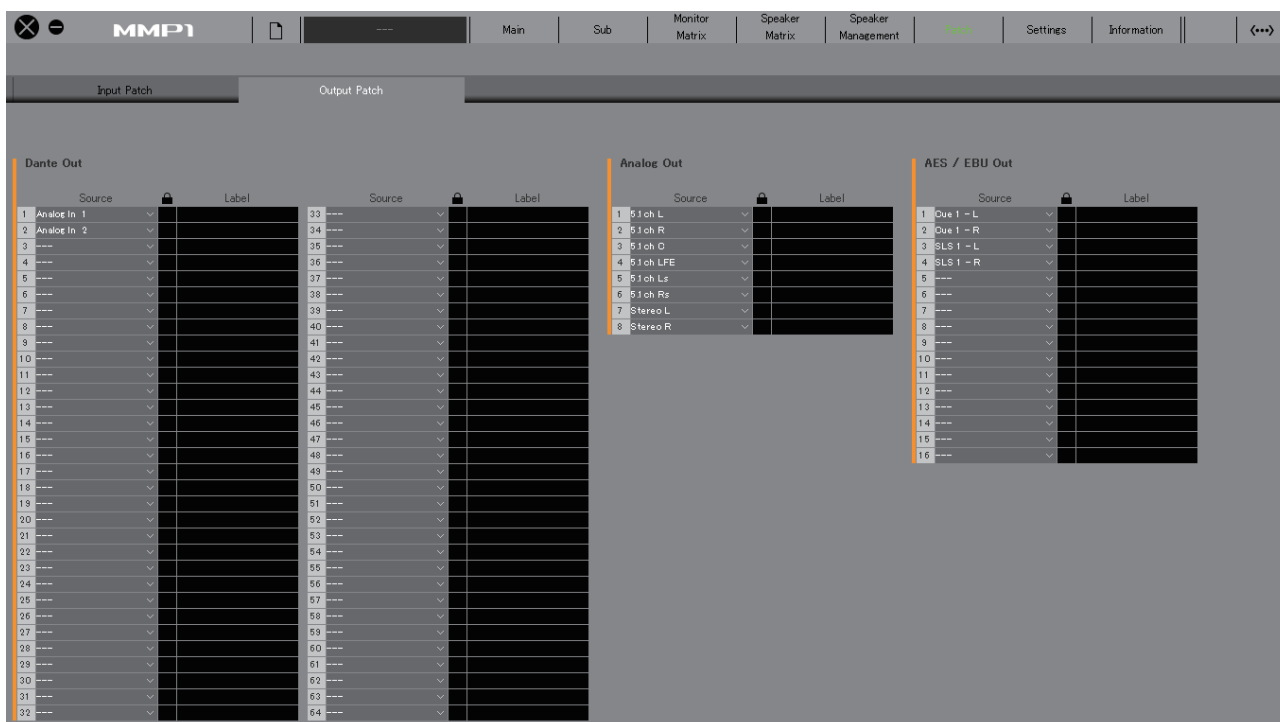 MMP1
---
Main
Sub
Monitor
Matrix
Speaker
Matrix
Speaker
Management
Settings
Information
Input Patch
Output Patch
Dante Out
Source Label
1 Analog In 1
2 Analog In 2
3 ---
4 ---
5 ---
6 ---
7 ---
8 ---
9 ---
10 ---
11 ---
12 ---
13 ---
14 ---
15 ---
16 ---
17 ---
18 ---
19 ---
20 ---
21 ---
22 ---
23 ---
24 ---
25 ---
26 ---
27 ---
28 ---
29 ---
30 ---
31 ---
32 ---
Source Label
33 ---
34 ---
35 ---
36 ---
37 ---
38 ---
39 ---
40 ---
41 ---
42 ---
43 ---
44 ---
45 ---
46 ---
47 ---
48 ---
49 ---
50 ---
51 ---
52 ---
53 ---
54 ---
55 ---
56 ---
57 ---
58 ---
59 ---
60 ---
61 ---
62 ---
63 ---
64 ---
Analog Out
Source Label
1 5.1ch L
2 5.1ch R
3 5.1ch C
4 5.1ch LFE
5 5.1ch Ls
6 5.1ch Rs
7 Stereo L
8 Stereo R
AES / EBU Out
Source Label
1 Cue 1 - L
2 Cue 1 - R
3 SLS 1 - L
4 SLS 1 - R
5 ---
6 ---
7 ---
8 ---
9 ---
10 ---
11 ---
12 ---
13 ---
14 ---
15 ---
16 ---